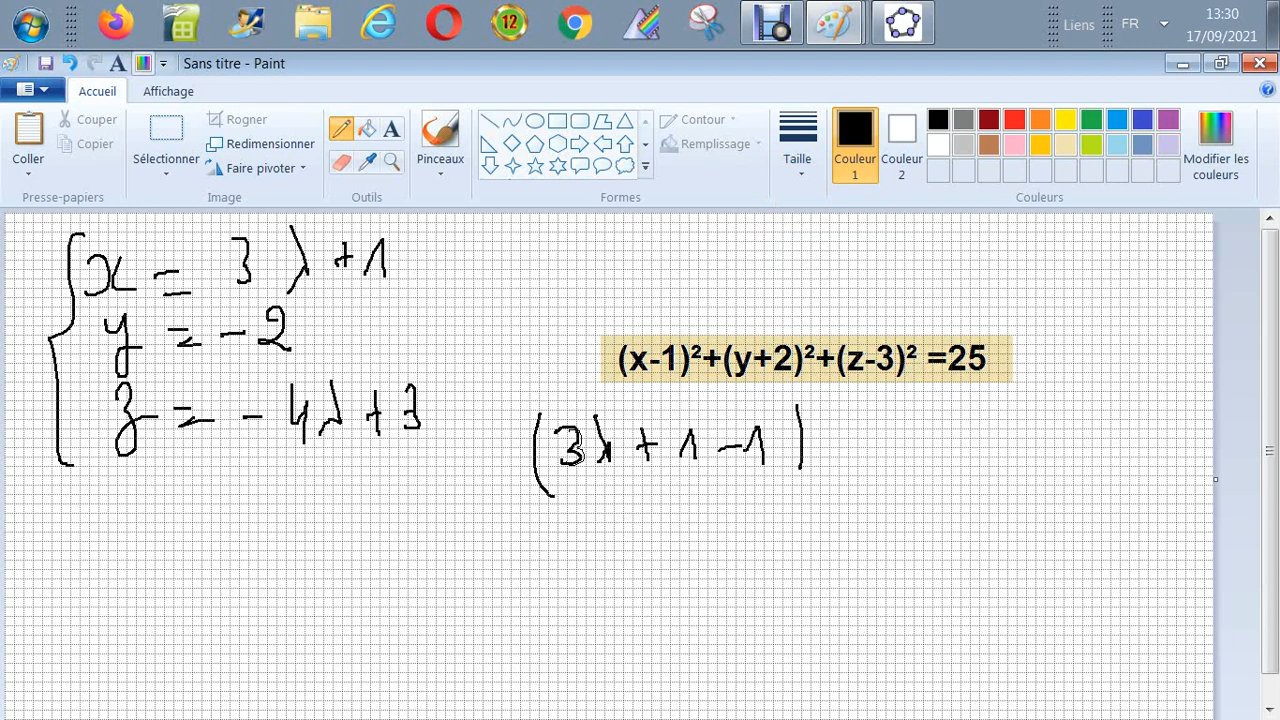 12
Liens
FR
13:30
17/09/2021
Sans titre - Paint
Accueil
Affichage
Coller
Couper
Copier
Presse-papiers
Sélectionner
Rogner
Redimensionner
Faire pivoter
Image
A
Outils
Pinceaux
Contour
Remplissage
Formes
Taille
Couleur 1
Couleur 2
Modifier les couleurs
Couleurs
x = 3λ+1
y = -2
z = -4λ+3
(x-1)²+(y+2)²+(z-3)² =25
(3λ+1-1)